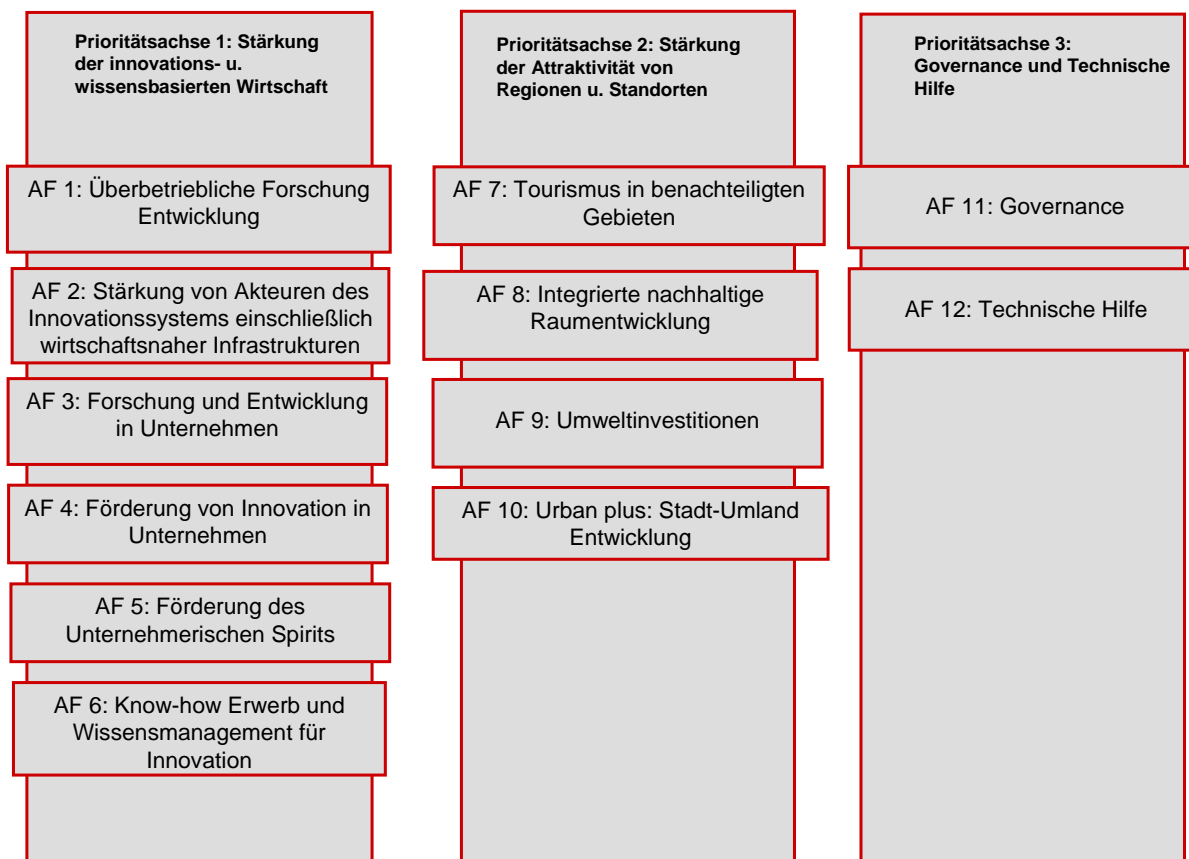 Prioritätsachse 1: Stärkung
der innovations- u.
wissensbasierten Wirtschaft
AF 1: Überbetriebliche Forschung
Entwicklung
AF 2: Stärkung von Akteuren des
Innovationssystems einschließlich
wirtschaftsnaher Infrastrukturen
AF 3: Forschung und Entwicklung
in Unternehmen
AF 4: Förderung von Innovation in
Unternehmen
AF 5: Förderung des
Unternehmerischen Spirits
AF 6: Know-how Erwerb und
Wissensmanagement für
Innovation
Prioritätsachse 2: Stärkung
der Attraktivität von
Regionen u. Standorten
AF 7: Tourismus in benachteiligten
Gebieten
AF 8: Integrierte nachhaltige
Raumentwicklung
AF 9: Umweltinvestitionen
AF 10: Urban plus: Stadt-Umland
Entwicklung
Prioritätsachse 3:
Governance und Technische
Hilfe
AF 11: Governance
AF 12: Technische Hilfe